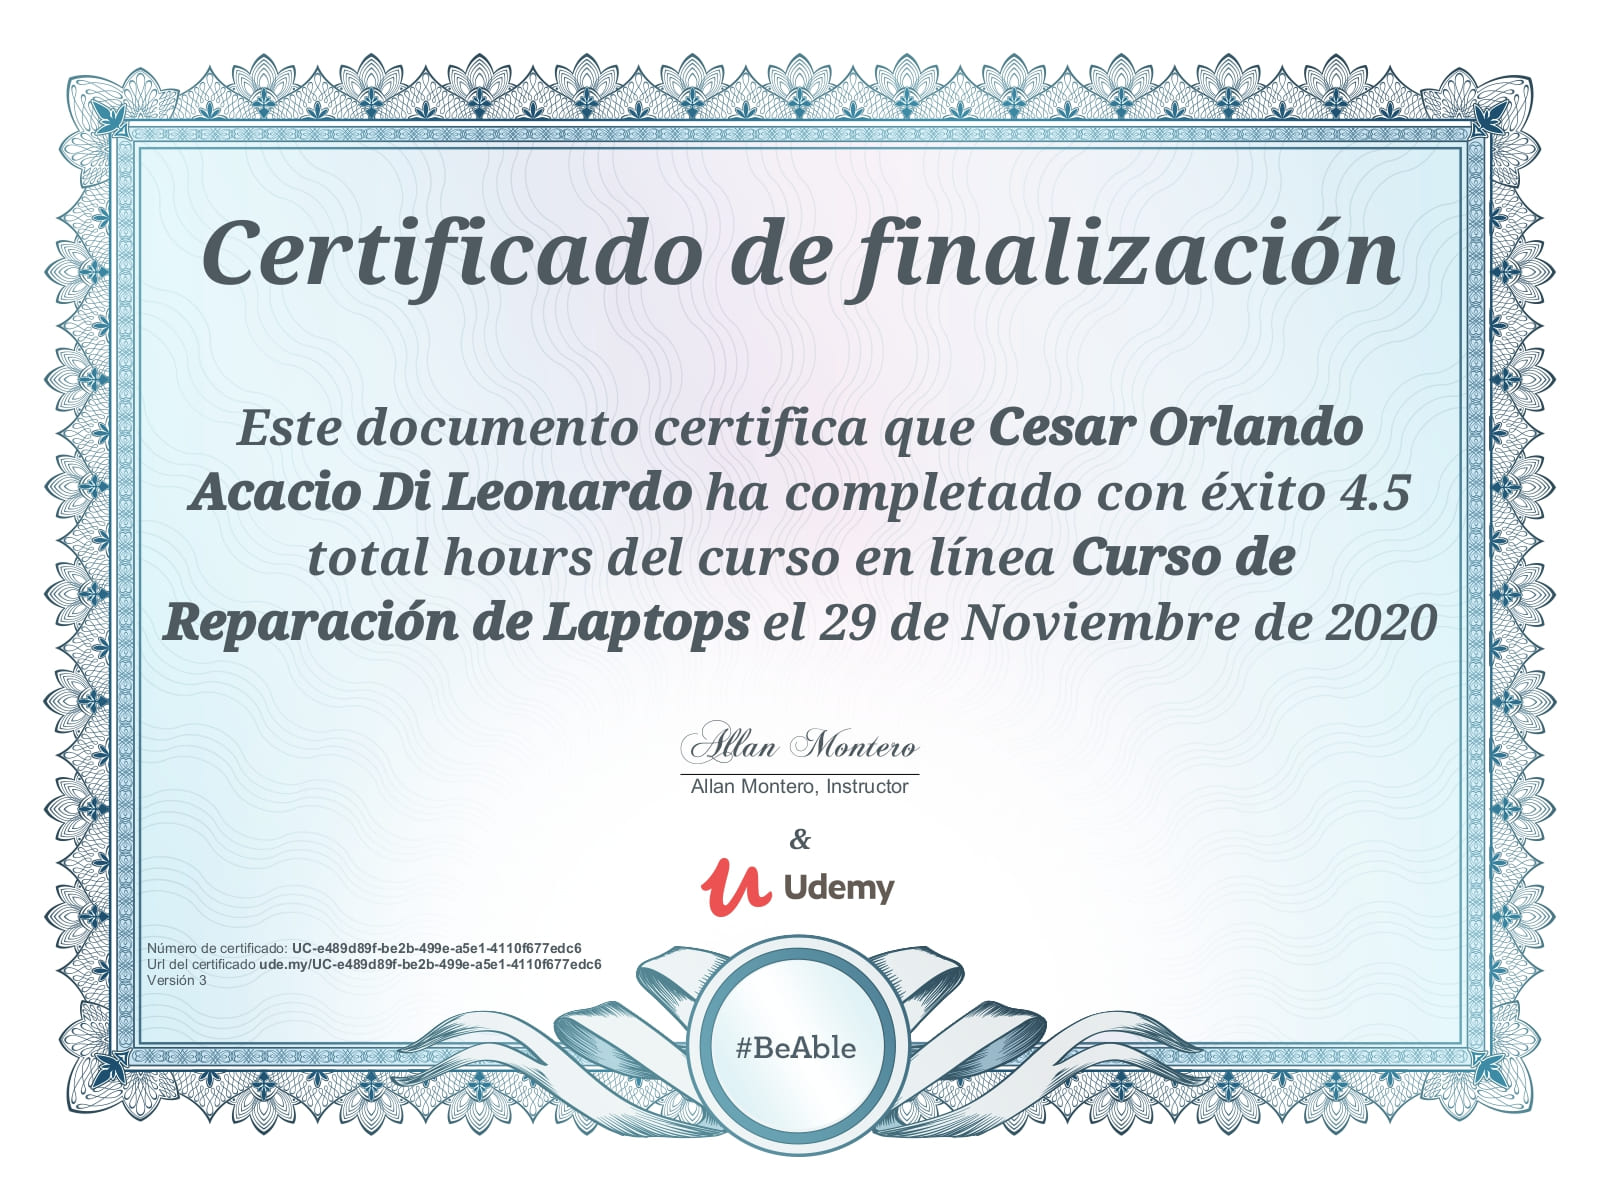 Certificado de finalización
Este documento certifica que Cesar Orlando
Acacio Di Leonardo ha completado con éxito 4.5
total hours del curso en línea Curso de
Reparación de Laptops el 29 de Noviembre de 2020
Allan Montero
Allan Montero, Instructor
&
Udemy
Número de certificado: UC-e489d89f-be2b-499e-a5e1-4110f677edc6
Url del certificado ude.my/UC-e489d89f-be2b-499e-a5e1-4110f677edc6
Versión 3
#BeAble